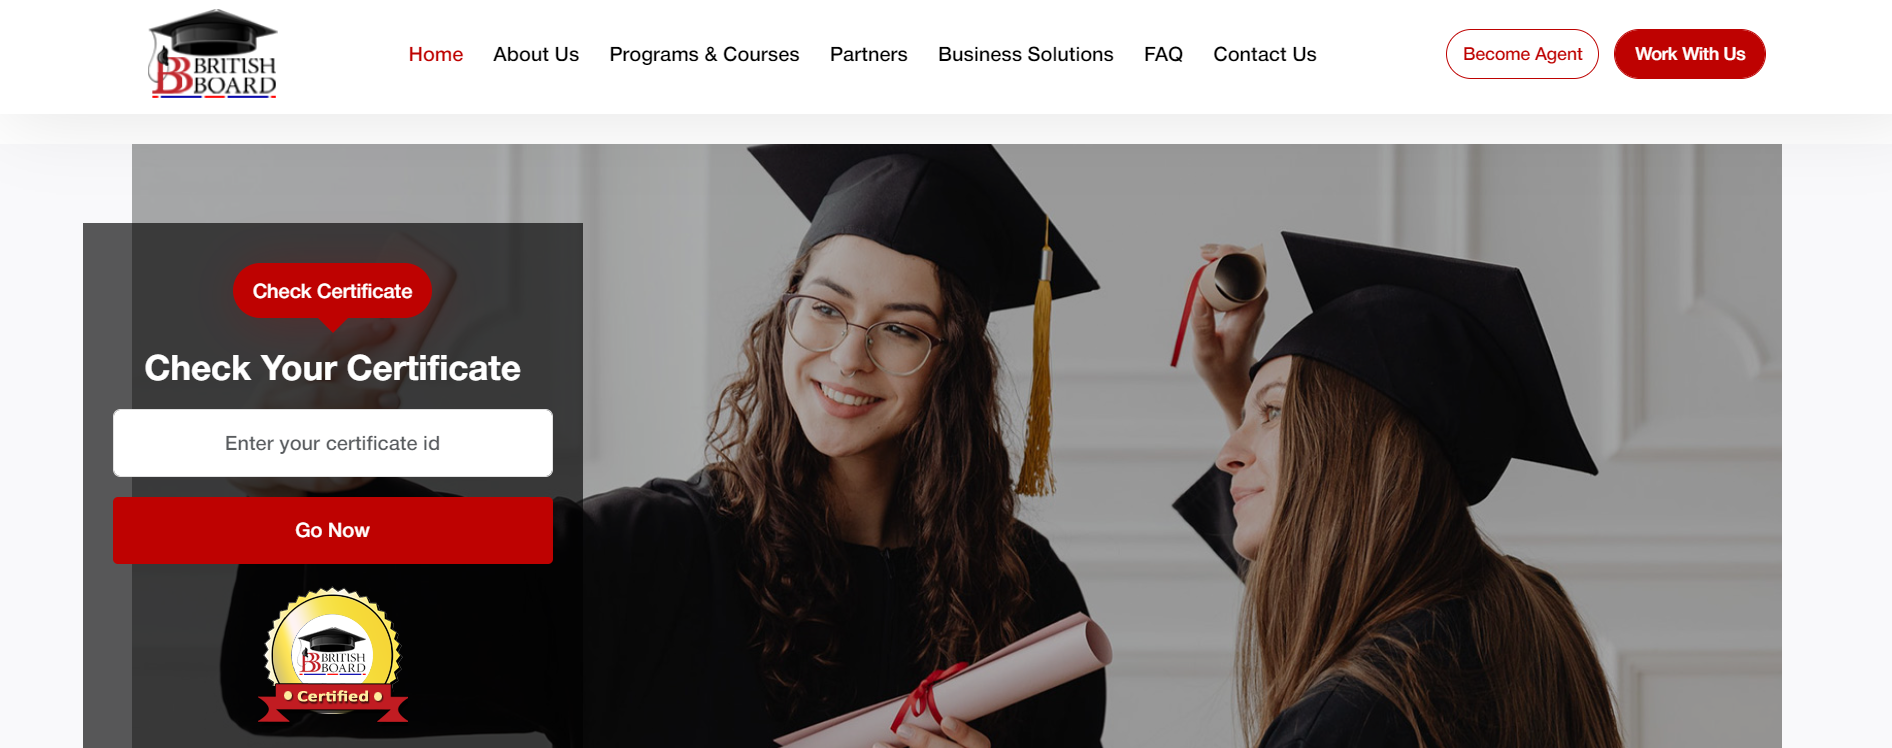 BRITISH
BOARD
Home
About Us
Programs & Courses
Partners
Business Solutions
FAQ
Contact Us
Become Agent
Work With Us
Check Certificate
Check Your Certificate
Enter your certificate id
Go Now
BRITISH
BOARD
Certified